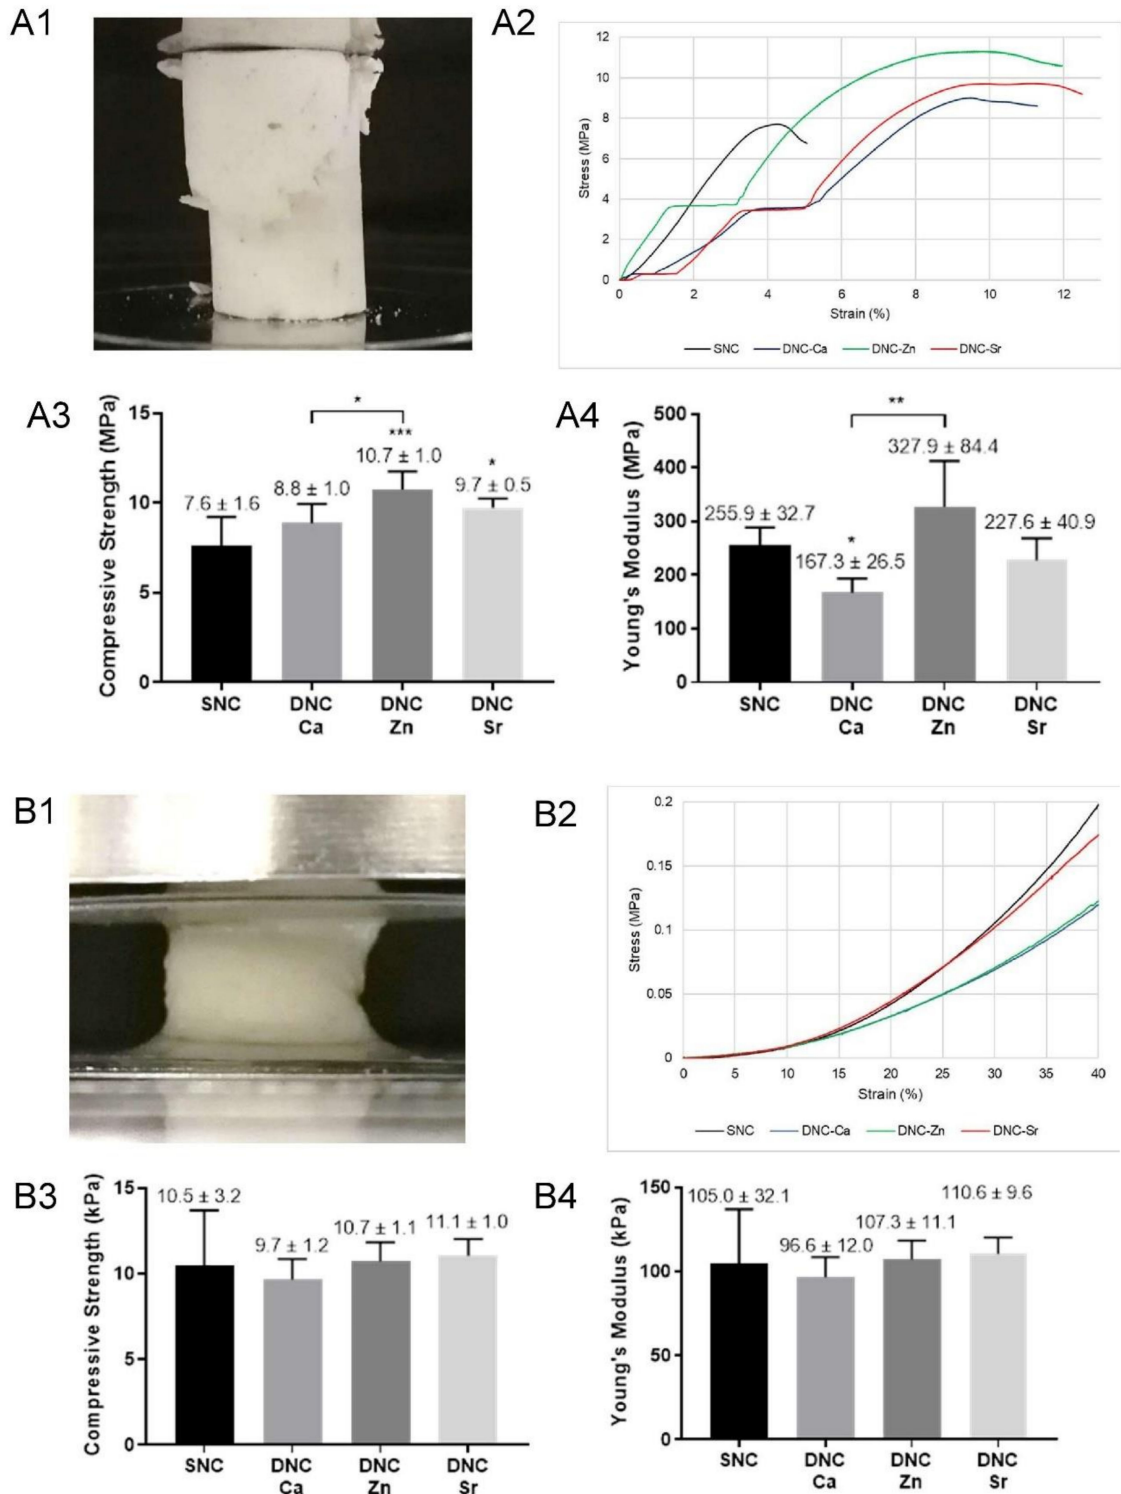 A1
A2
12
10
8
6
4
2
0
Stress (MPa)
0 2 4 6 8 10 12
Strain (%)
SNC DNC-Ca DNC-Zn DNC-Sr
A3
Compressive Strength (MPa)
15
10
5
0
*
***
*
7.6 ± 1.6
8.8 ± 1.0
10.7 ± 1.0
9.7 ± 0.5
SNC DNC DNC DNC
Ca Zn Sr
A4
Young's Modulus (MPa)
500
400
300
200
100
0
**
*
255.9 ± 32.7
167.3 ± 26.5
327.9 ± 84.4
227.6 ± 40.9
SNC DNC DNC DNC
Ca Zn Sr
B1
B2
0.2
0.15
0.1
0.05
0
Stress (MPa)
0 5 10 15 20 25 30 35 40
Strain (%)
SNC DNC-Ca DNC-Zn DNC-Sr
B3
Compressive Strength (kPa)
15
10
5
0
10.5 ± 3.2
9.7 ± 1.2
10.7 ± 1.1
11.1 ± 1.0
SNC DNC DNC DNC
Ca Zn Sr
B4
Young's Modulus (kPa)
150
100
50
0
105.0 ± 32.1
96.6 ± 12.0
107.3 ± 11.1
110.6 ± 9.6
SNC DNC DNC DNC
Ca Zn Sr